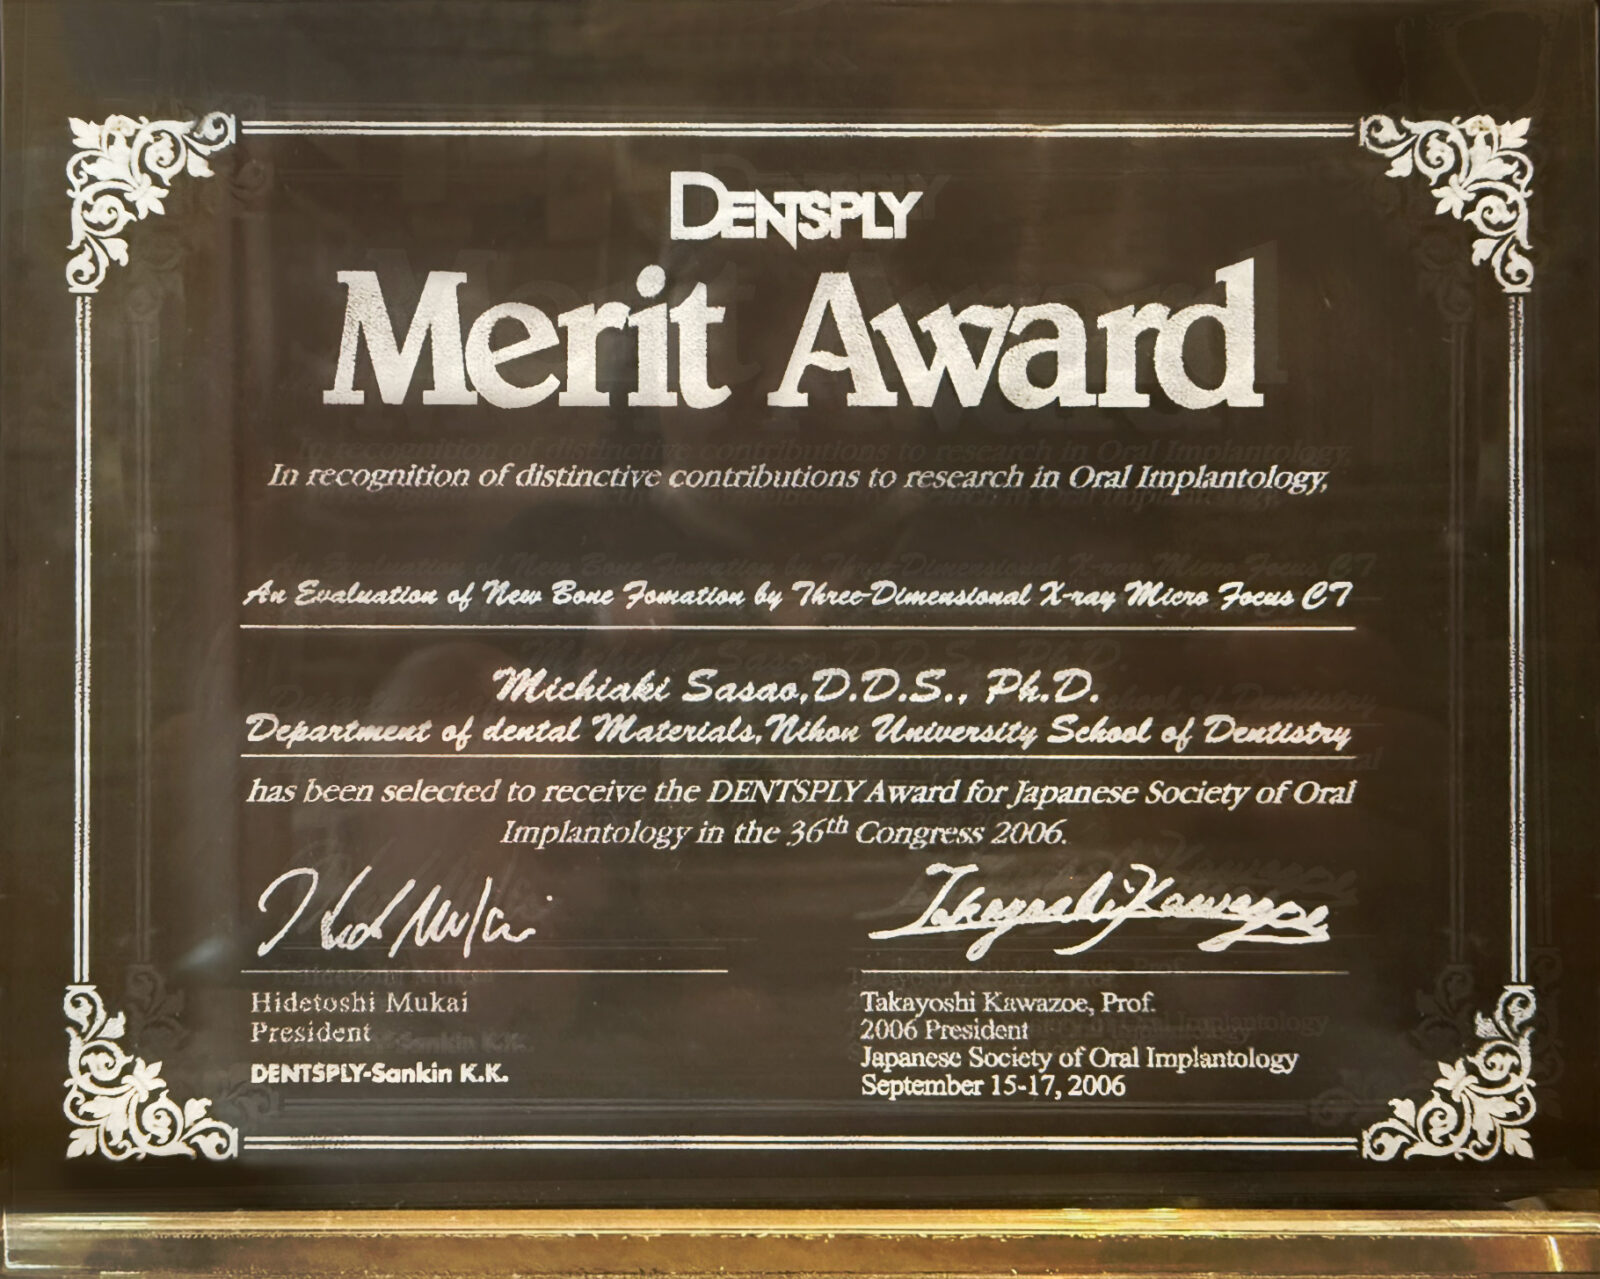 DENTSPLY
Merit Award
In recognition of distinctive contributions to research in Oral Implantology,
An Evaluation of New Bone Fomation by Three-Dimensional X-ray Micro Focus CT
Michiaki Sasao,D.D.S., Ph.D.
Department of dental Materials,Nihon University School of Dentistry
has been selected to receive the DENTSPLY Award for Japanese Society of Oral
Implantology in the 36th Congress 2006.
Takayoshi Kawazoe
Hidetoshi Mukai
President
DENTSPLY-Sankin K.K.
Takayoshi Kawazoe, Prof.
2006 President
Japanese Society of Oral Implantology
September 15-17, 2006